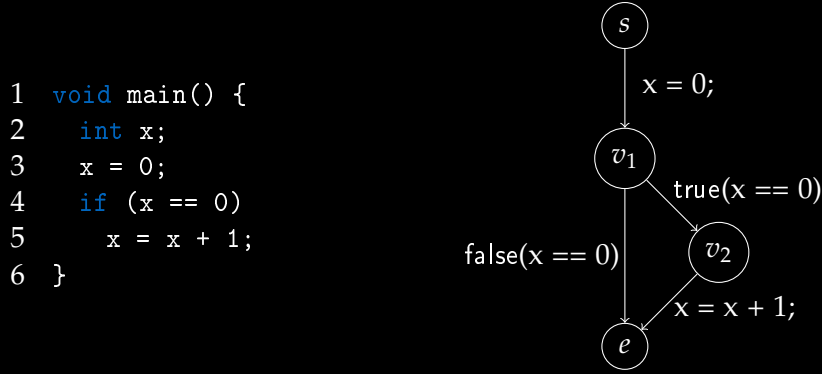 1 void main() {
2 int x;
3 x = 0;
4 if (x == 0)
5 x = x + 1;
6 }
s
x = 0;
v1
true(x == 0)
false(x == 0)
v2
x = x + 1;
e